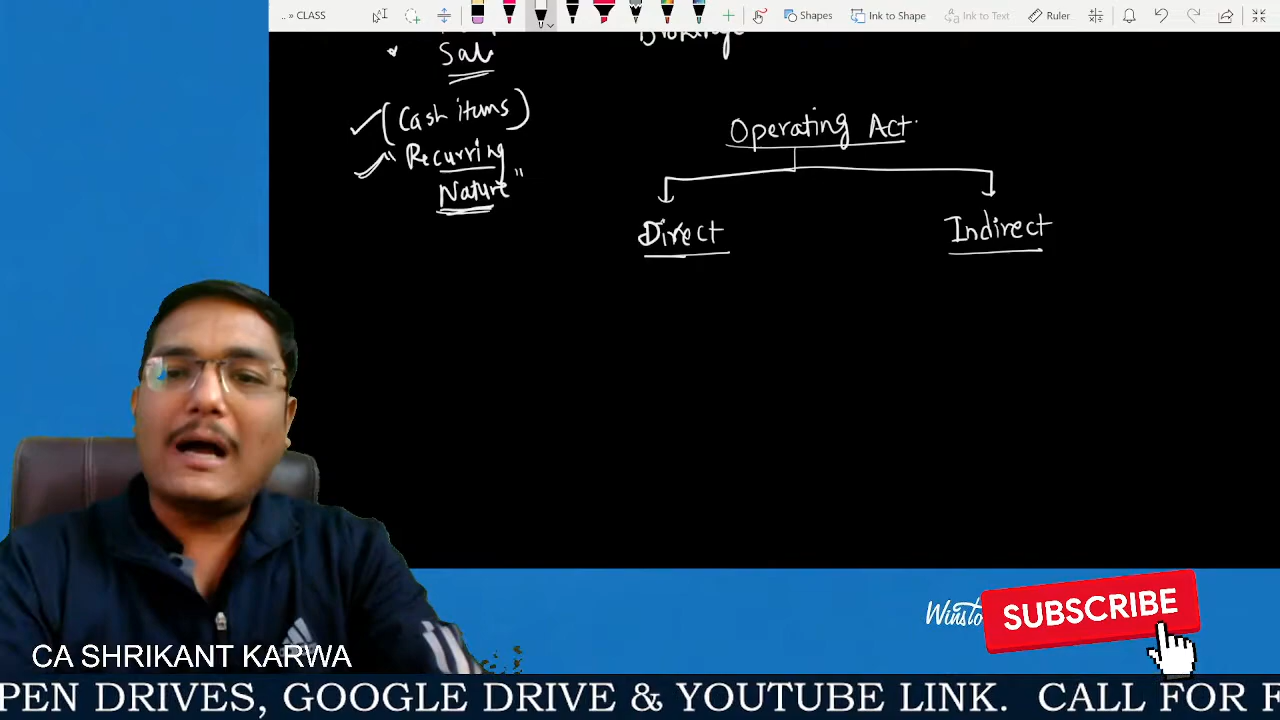 .. » CLASS
Shapes
Ink to Shape
Ink to Text
Ruler
Sale
(Cash items)
"Recurring
Nature"
Operating Act.
Direct
Indirect
SUBSCRIBE
CA SHRIKANT KARWA
PEN DRIVES, GOOGLE DRIVE & YOUTUBE LINK. CALL FOR F